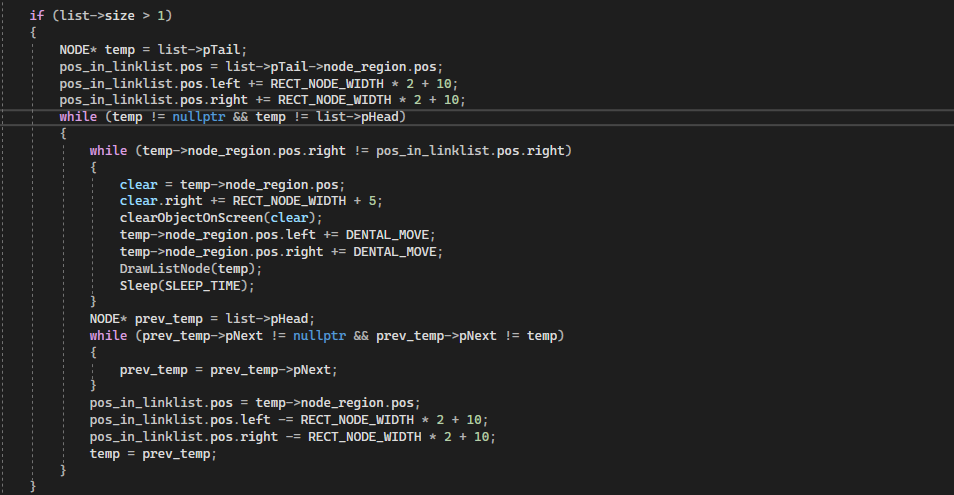 if (list->size > 1)
{
NODE* temp = list->pTail;
pos_in_linklist.pos = list->pTail->node_region.pos;
pos_in_linklist.pos.left += RECT_NODE_WIDTH * 2 + 10;
pos_in_linklist.pos.right += RECT_NODE_WIDTH * 2 + 10;
while (temp != nullptr && temp != list->pHead)
{
while (temp->node_region.pos.right != pos_in_linklist.pos.right)
{
clear = temp->node_region.pos;
clear.right += RECT_NODE_WIDTH + 5;
clearObjectOnScreen(clear);
temp->node_region.pos.left += DENTAL_MOVE;
temp->node_region.pos.right += DENTAL_MOVE;
DrawListNode(temp);
Sleep(SLEEP_TIME);
}
NODE* prev_temp = list->pHead;
while (prev_temp->pNext != nullptr && prev_temp->pNext != temp)
{
prev_temp = prev_temp->pNext;
}
pos_in_linklist.pos = temp->node_region.pos;
pos_in_linklist.pos.left -= RECT_NODE_WIDTH * 2 + 10;
pos_in_linklist.pos.right -= RECT_NODE_WIDTH * 2 + 10;
temp = prev_temp;
}
}